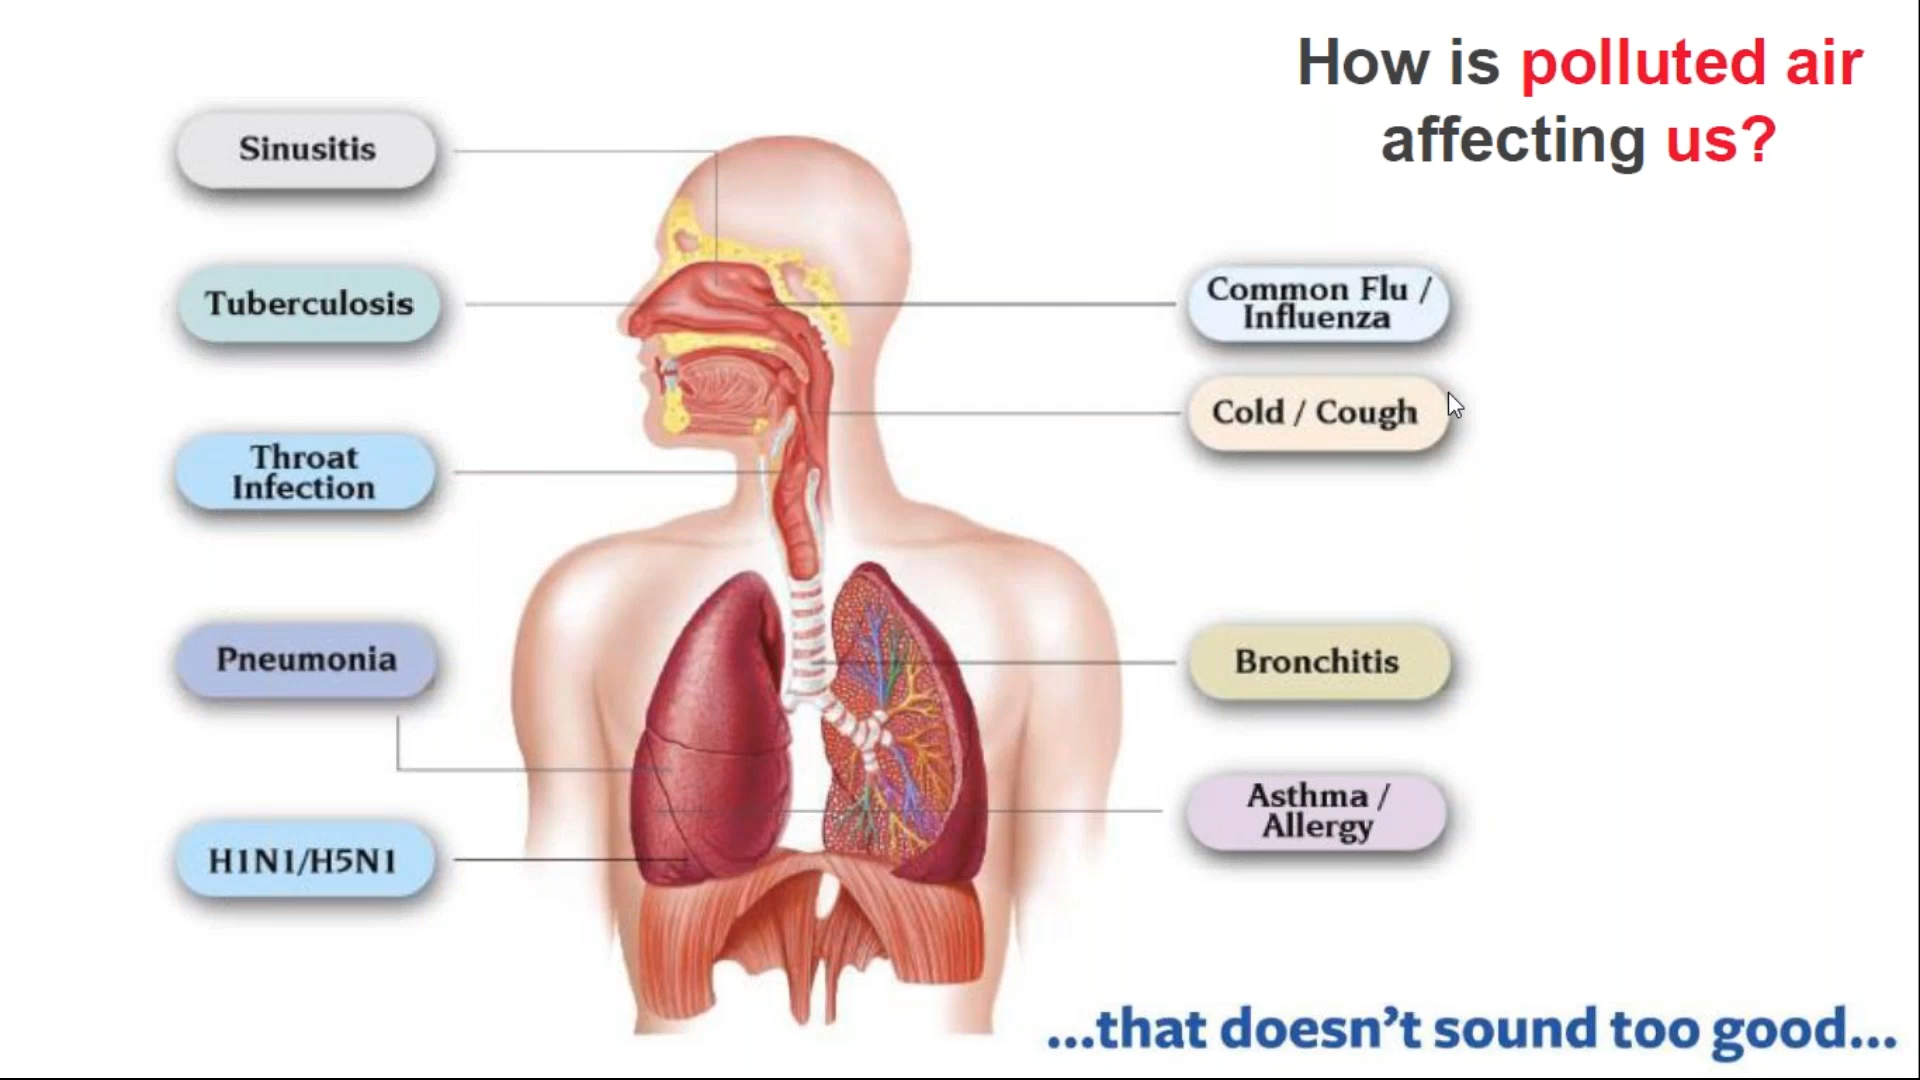 How is polluted air
affecting us?
Sinusitis
Tuberculosis
Throat
Infection
Pneumonia
H1N1/H5N1
Common Flu /
Influenza
Cold / Cough
Bronchitis
Asthma /
Allergy
...that doesn't sound too good...